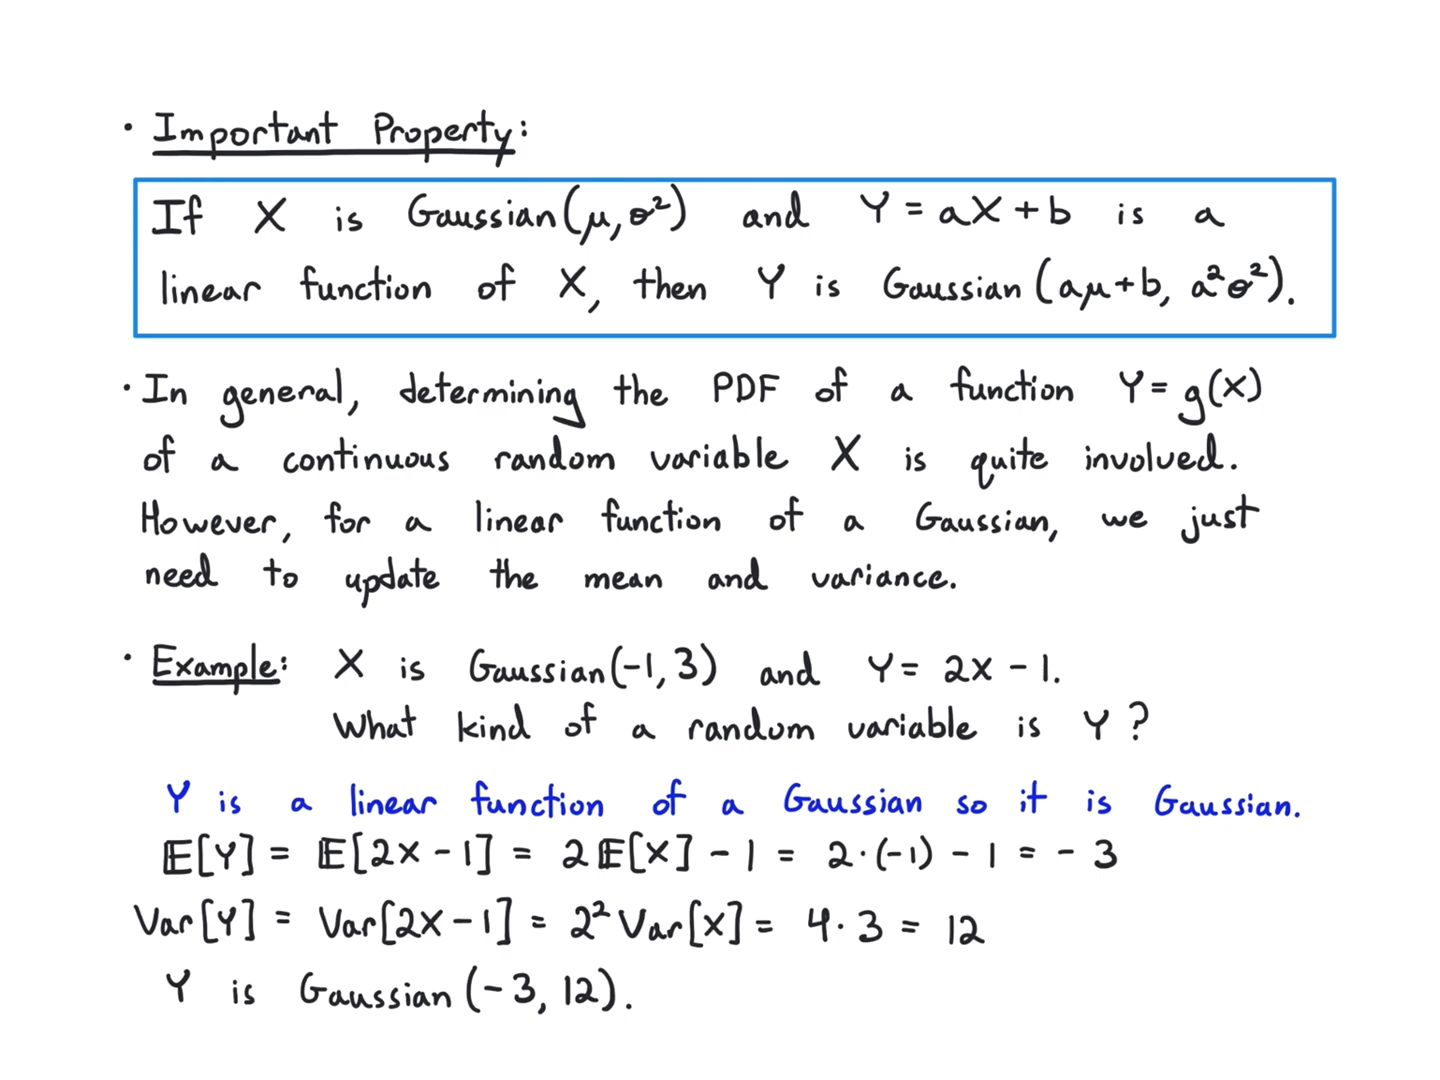 • Important Property:
If X is Gaussian(μ, σ²) and Y = aX + b is a
linear function of X, then Y is Gaussian(aμ+b, a²σ²).
• In general, determining the PDF of a function Y = g(X)
of a continuous random variable X is quite involved.
However, for a linear function of a Gaussian, we just
need to update the mean and variance.
• Example: X is Gaussian(-1, 3) and Y = 2X - 1.
What kind of a random variable is Y?
Y is a linear function of a Gaussian so it is Gaussian.
𝔼[Y] = 𝔼[2X - 1] = 2𝔼[X] - 1 = 2·(-1) - 1 = -3
Var[Y] = Var[2X - 1] = 2² Var[X] = 4·3 = 12
Y is Gaussian(-3, 12).